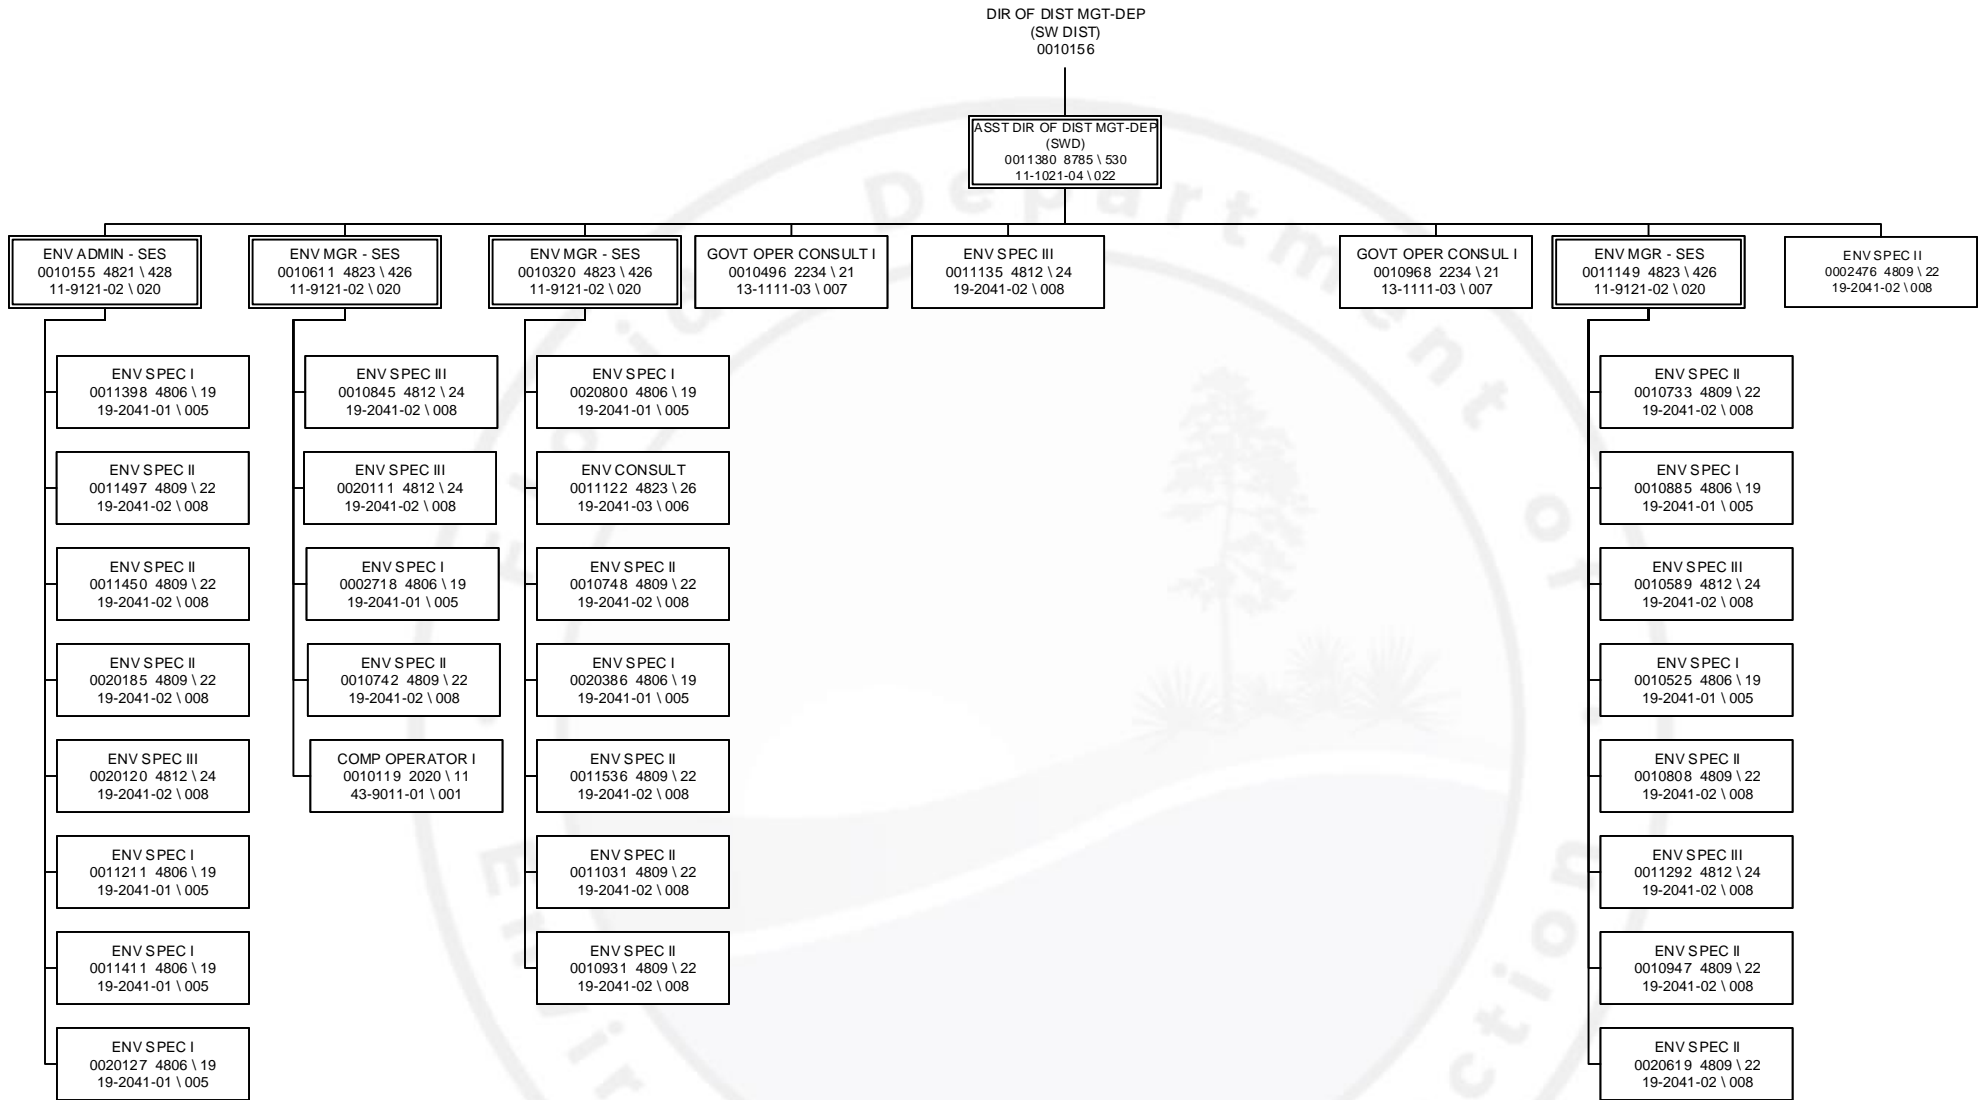 DIR OF DIST MGT-DEP
(SW DIST)
0010156
ASST DIR OF DIST MGT-DEP
(SWD)
0011380 8785 \ 530
11-1021-04 \ 022
ENV ADMIN - SES
0010155 4821 \ 428
11-9121-02 \ 020
ENV MGR - SES
0010611 4823 \ 426
11-9121-02 \ 020
ENV MGR - SES
0010320 4823 \ 426
11-9121-02 \ 020
GOVT OPER CONSULT I
0010496 2234 \ 21
13-1111-03 \ 007
ENV SPEC III
0011135 4812 \ 24
19-2041-02 \ 008
GOVT OPER CONSUL I
0010968 2234 \ 21
13-1111-03 \ 007
ENV MGR - SES
0011149 4823 \ 426
11-9121-02 \ 020
ENV SPEC II
0002476 4809 \ 22
19-2041-02 \ 008
ENV SPEC I
0011398 4806 \ 19
19-2041-01 \ 005
ENV SPEC II
0011497 4809 \ 22
19-2041-02 \ 008
ENV SPEC II
0011450 4809 \ 22
19-2041-02 \ 008
ENV SPEC II
0020185 4809 \ 22
19-2041-02 \ 008
ENV SPEC III
0020120 4812 \ 24
19-2041-02 \ 008
ENV SPEC I
0011211 4806 \ 19
19-2041-01 \ 005
ENV SPEC I
0011411 4806 \ 19
19-2041-01 \ 005
ENV SPEC I
0020127 4806 \ 19
19-2041-01 \ 005
ENV SPEC III
0010845 4812 \ 24
19-2041-02 \ 008
ENV SPEC III
0020111 4812 \ 24
19-2041-02 \ 008
ENV SPEC I
0002718 4806 \ 19
19-2041-01 \ 005
ENV SPEC II
0010742 4809 \ 22
19-2041-02 \ 008
COMP OPERATOR I
0010119 2020 \ 11
43-9011-01 \ 001
ENV SPEC I
0020800 4806 \ 19
19-2041-01 \ 005
ENV CONSULT
0011122 4823 \ 26
19-2041-03 \ 006
ENV SPEC II
0010748 4809 \ 22
19-2041-02 \ 008
ENV SPEC I
0020386 4806 \ 19
19-2041-01 \ 005
ENV SPEC II
0011536 4809 \ 22
19-2041-02 \ 008
ENV SPEC II
0011031 4809 \ 22
19-2041-02 \ 008
ENV SPEC II
0010931 4809 \ 22
19-2041-02 \ 008
ENV SPEC II
0010733 4809 \ 22
19-2041-02 \ 008
ENV SPEC I
0010885 4806 \ 19
19-2041-01 \ 005
ENV SPEC III
0010589 4812 \ 24
19-2041-02 \ 008
ENV SPEC I
0010525 4806 \ 19
19-2041-01 \ 005
ENV SPEC II
0010808 4809 \ 22
19-2041-02 \ 008
ENV SPEC III
0011292 4812 \ 24
19-2041-02 \ 008
ENV SPEC II
0010947 4809 \ 22
19-2041-02 \ 008
ENV SPEC II
0020619 4809 \ 22
19-2041-02 \ 008
Department of